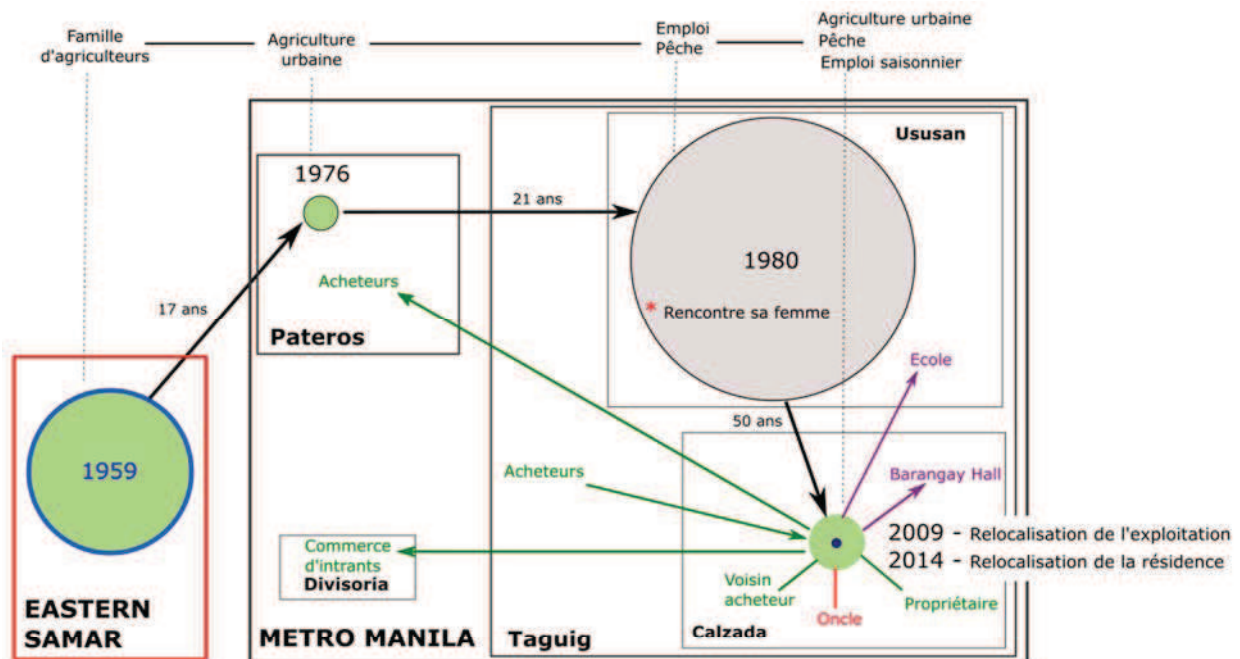 Famille
d'agriculteurs
Agriculture
urbaine
Emploi
Pêche
Agriculture urbaine
Pêche
Emploi saisonnier
Ususan
1976
21 ans
1980
* Rencontre sa femme
Acheteurs
17 ans
Pateros
Ecole
50 ans
1959
Acheteurs
Barangay Hall
2009 - Relocalisation de l'exploitation
2014 - Relocalisation de la résidence
Commerce
d'intrants
Divisoria
Voisin
acheteur
Oncle
Propriétaire
EASTERN
SAMAR
METRO MANILA
Taguig
Calzada